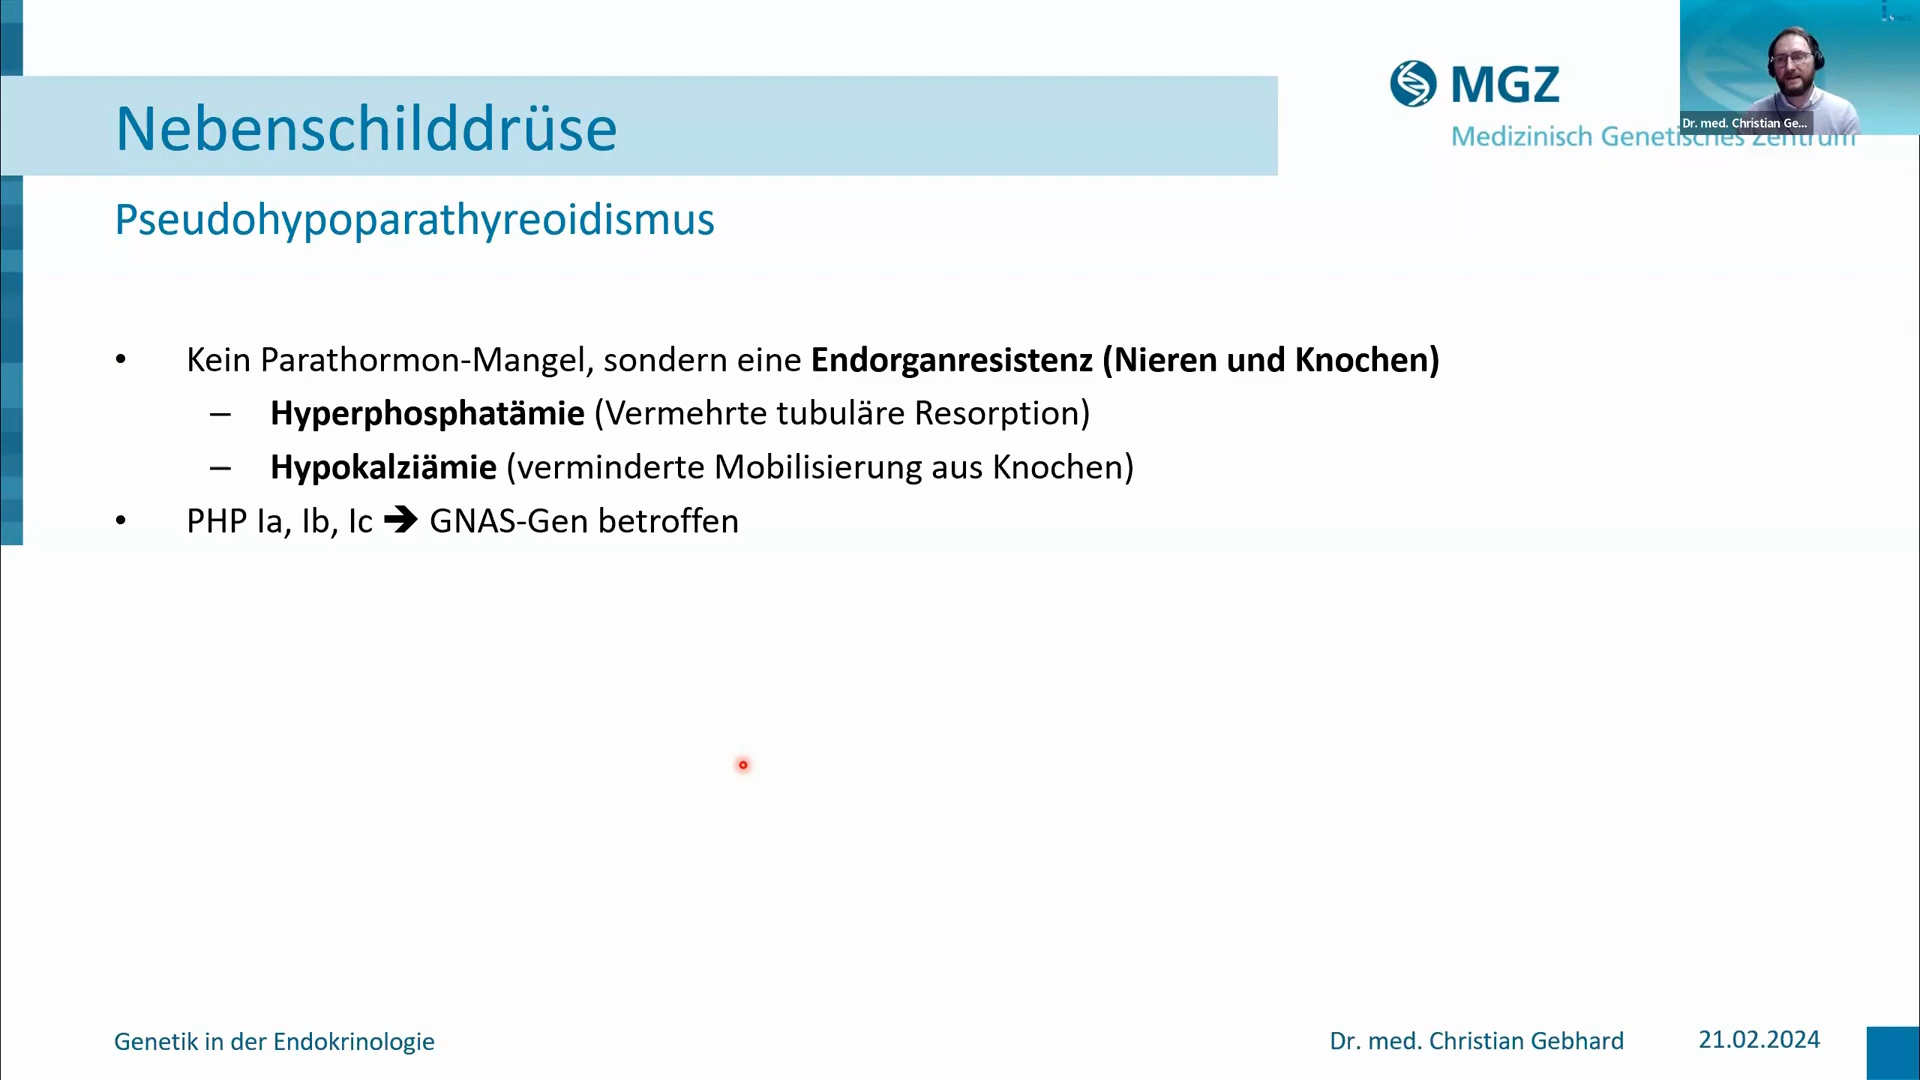 Nebenschilddrüse
MGZ
Medizinisch Genetisches Zentrum
Dr. med. Christian Ge...
Pseudohypoparathyreoidismus
• Kein Parathormon-Mangel, sondern eine Endorganresistenz (Nieren und Knochen)
– Hyperphosphatämie (Vermehrte tubuläre Resorption)
– Hypokalziämie (verminderte Mobilisierung aus Knochen)
• PHP Ia, Ib, Ic ➔ GNAS-Gen betroffen
Genetik in der Endokrinologie
Dr. med. Christian Gebhard
21.02.2024